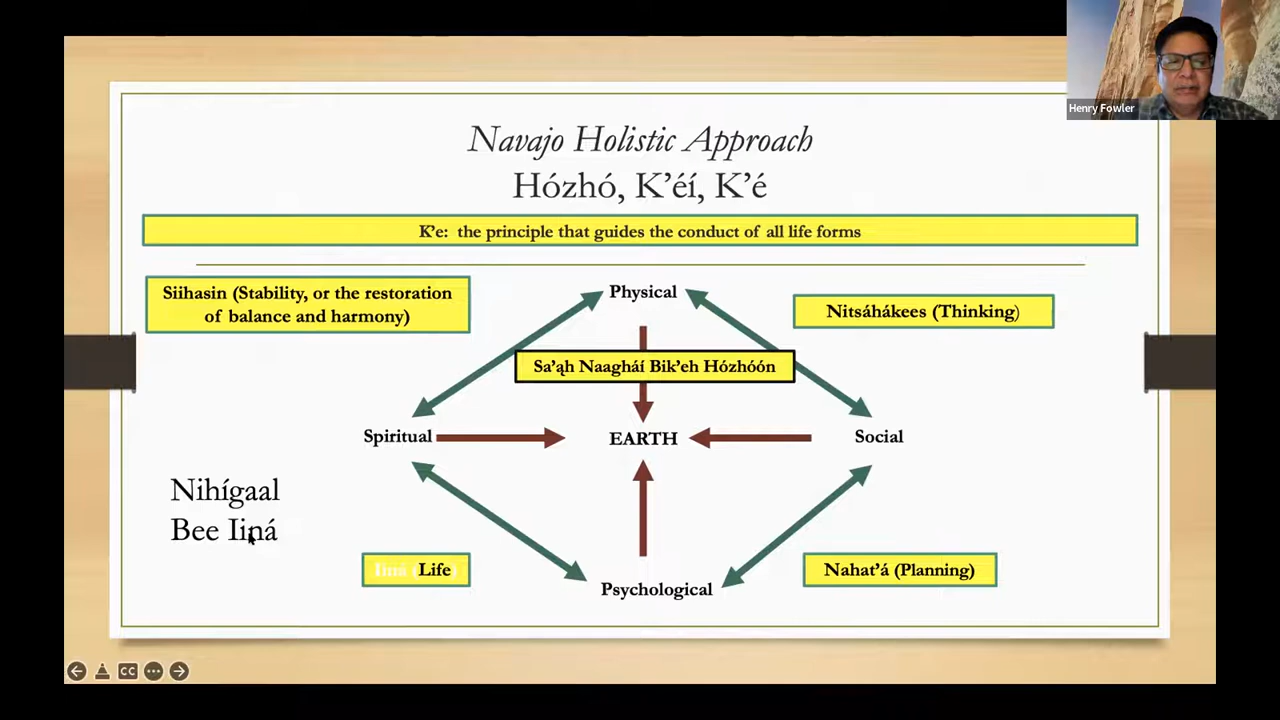 Henry Fowler
Navajo Holistic Approach
Hózhó, K’éí, K’é
K’e: the principle that guides the conduct of all life forms
Siihasin (Stability, or the restoration
of balance and harmony)
Physical
Nitsáhákees (Thinking)
Sa’ąh Naagháí Bik’eh Hózhóón
Spiritual
EARTH
Social
Nihígaal
Bee Iiná
Iiná (Life)
Nahat’á (Planning)
Psychological
CC